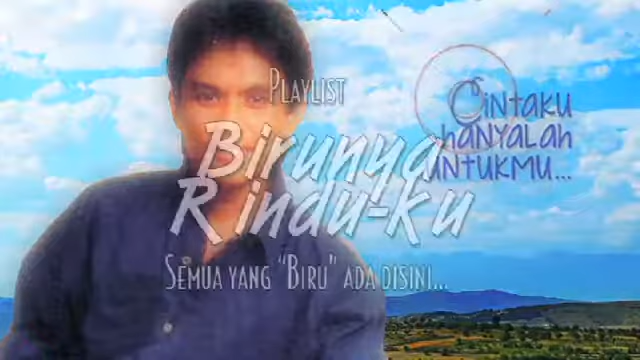 Playlist
Birunya
Rindu-ku
Semua yang "Biru" ada disini...
Cintaku
hanyalah
untukmu...